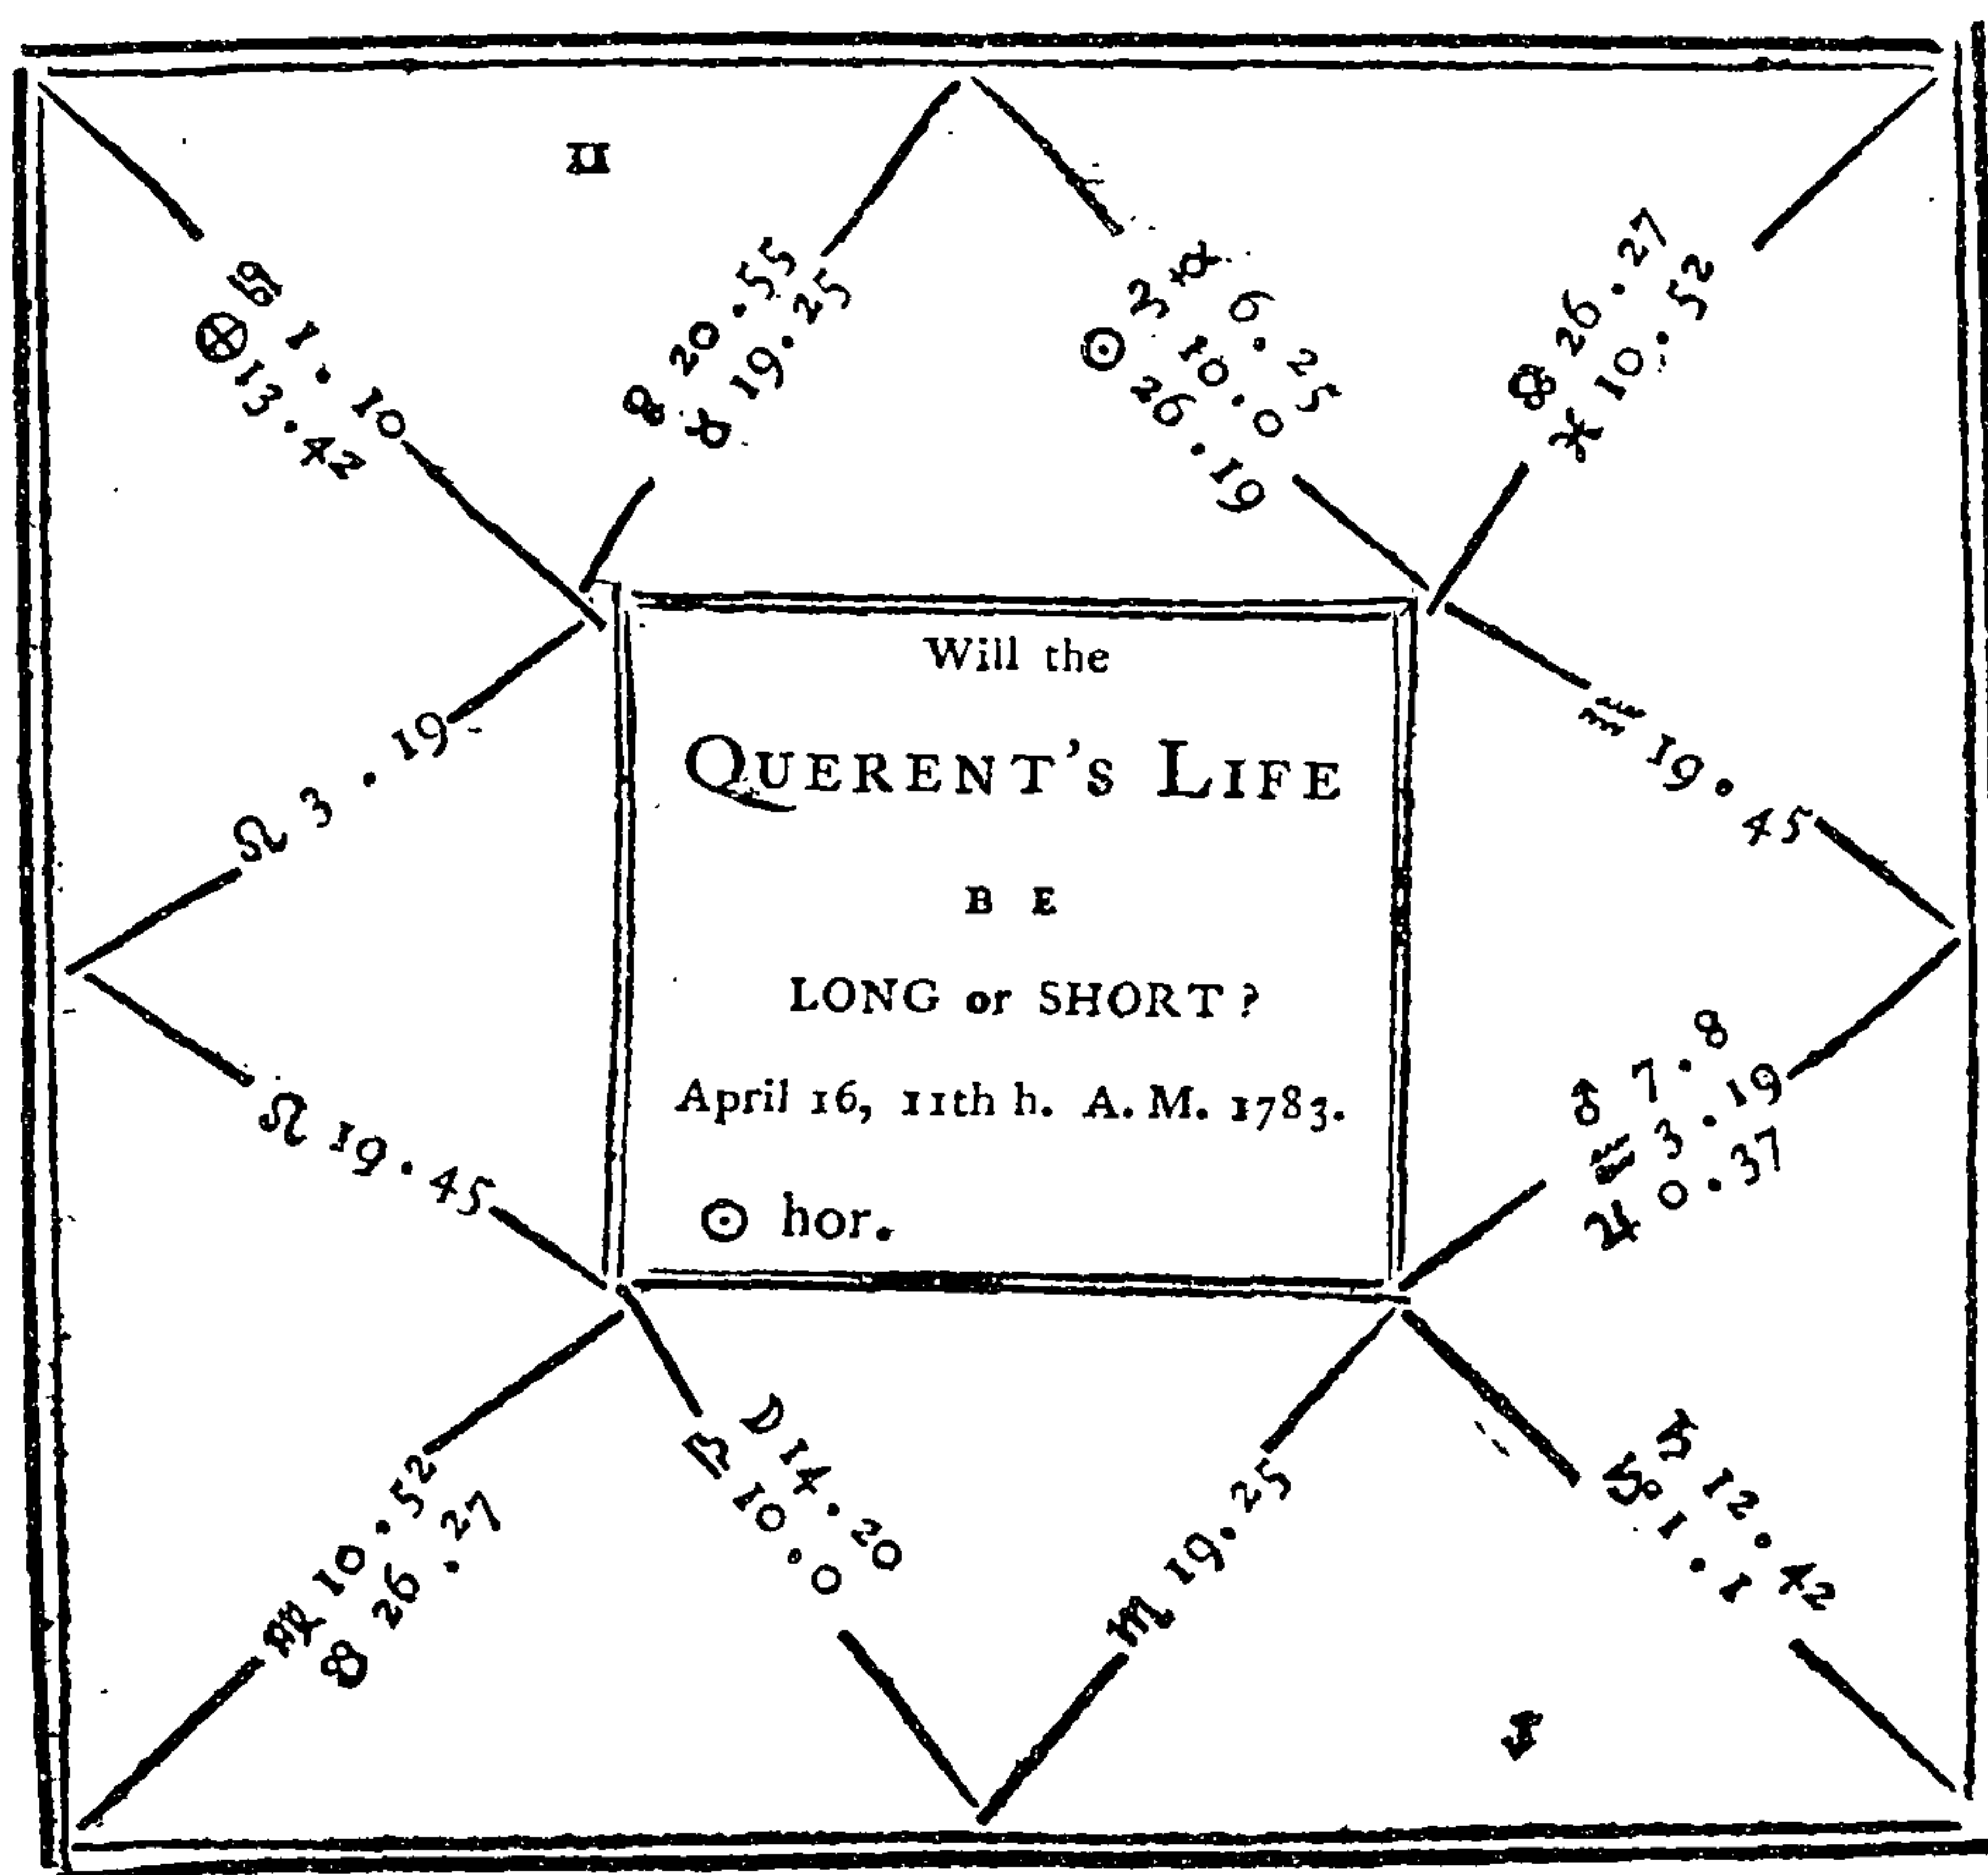 ♊
♋ 1 . 10
⊗ 13 . 42
♀ 20 . 55
♉ 19 . 25
☿ 6 . 25
♈ 10 . 0
☉ 26 . 19
26 . 27
♓ 10 . 52
♌ 3 . 19
♒ 19 . 45
Will the
QUERENT’S LIFE
B E
LONG or SHORT?
April 16, 11th h. A. M. 1783.
☉ hor.
♌ 19 . 45
♂ 7 . 8
♒ 3 . 19
♃ 0 . 37
♍ 10 . 52
26 . 27
☽ 14 . 20
♎ 10 . 0
♏ 19 . 25
♄ 12 . 42
♑ 1 . 1
♐